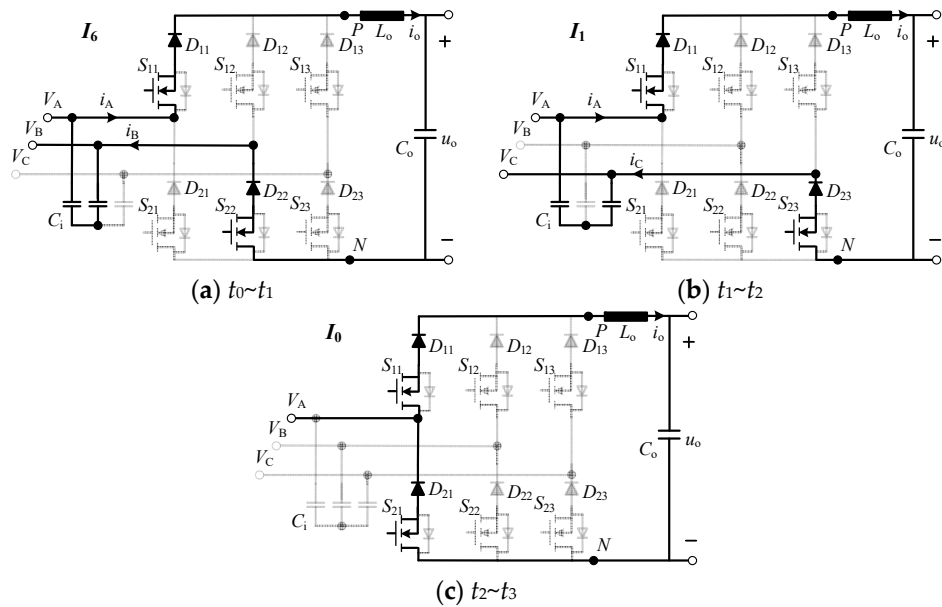 I6
D11
D12
D13
P
Lo
io
+
S11
S12
S13
VA
iA
VB
iB
VC
Co
uo
D21
D22
D23
Ci
S21
S22
S23
N
−
(a) t0~t1
I1
D11
D12
D13
P
Lo
io
+
S11
S12
S13
VA
iA
VB
VC
iC
Co
uo
D21
D22
D23
Ci
S21
S22
S23
N
−
(b) t1~t2
I0
D11
D12
D13
P
Lo
io
+
S11
S12
S13
VA
VB
VC
Co
uo
D21
D22
D23
Ci
S21
S22
S23
N
−
(c) t2~t3